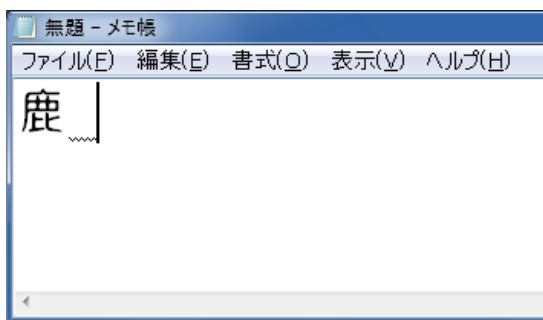 無題 - メモ帳
ファイル(F) 編集(E) 書式(O) 表示(V) ヘルプ(H)
鹿